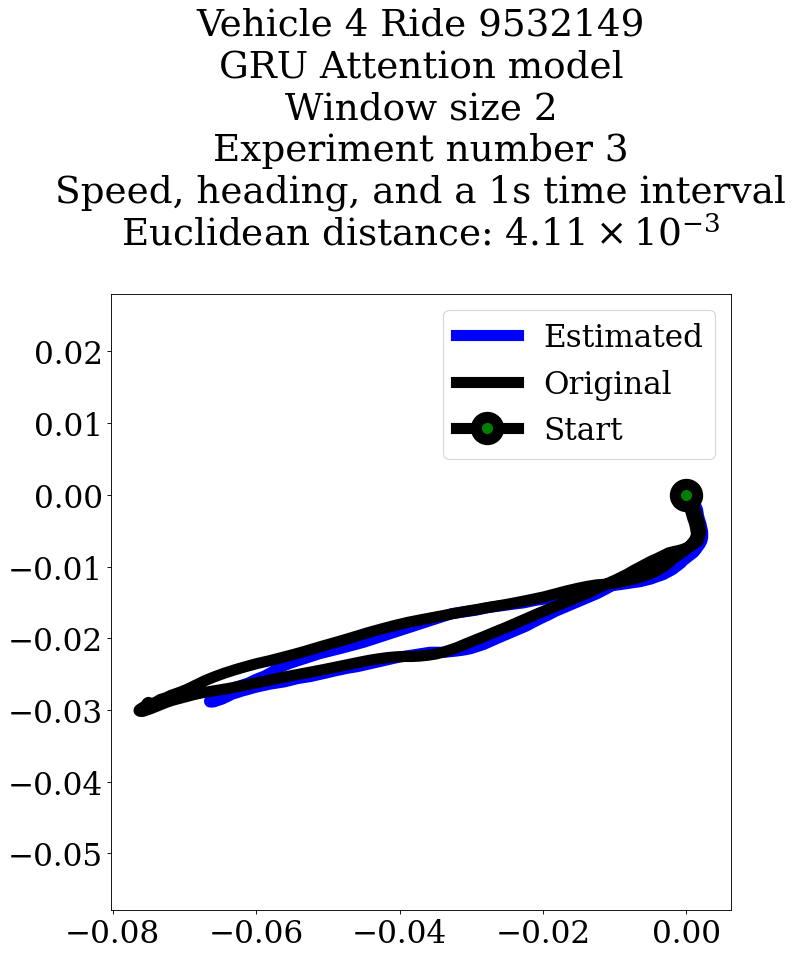 Vehicle 4 Ride 9532149
GRU Attention model
Window size 2
Experiment number 3
Speed, heading, and a 1s time interval
Euclidean distance: 4.11 × 10⁻³
Estimated
Original
Start
0.02
0.01
0.00
−0.01
−0.02
−0.03
−0.04
−0.05
−0.08 −0.06 −0.04 −0.02 0.00